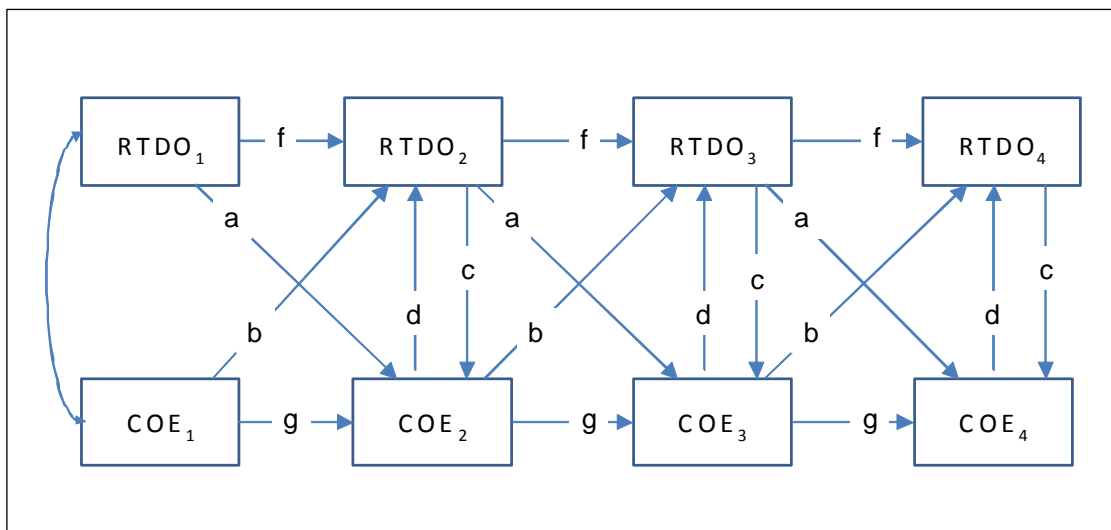 f f f
RTDO₁ RTDO₂ RTDO₃ RTDO₄
a a a
c c c
b d b d b d
COE₁ g COE₂ g COE₃ g COE₄